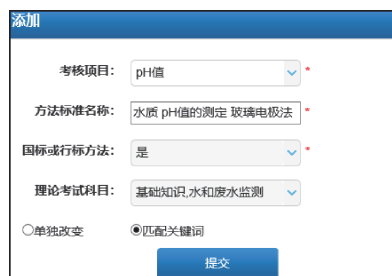 添加
考核项目: pH值 *
方法标准名称: 水质 pH值的测定 玻璃电极法 *
国标或行标方法: 是 *
理论考试科目: 基础知识,水和废水监测
单独改变 匹配关键词
提交